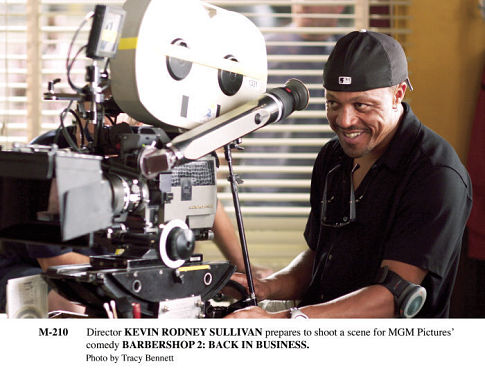 M-210 Director KEVIN RODNEY SULLIVAN prepares to shoot a scene for MGM Pictures'
comedy BARBERSHOP 2: BACK IN BUSINESS.
Photo by Tracy Bennett